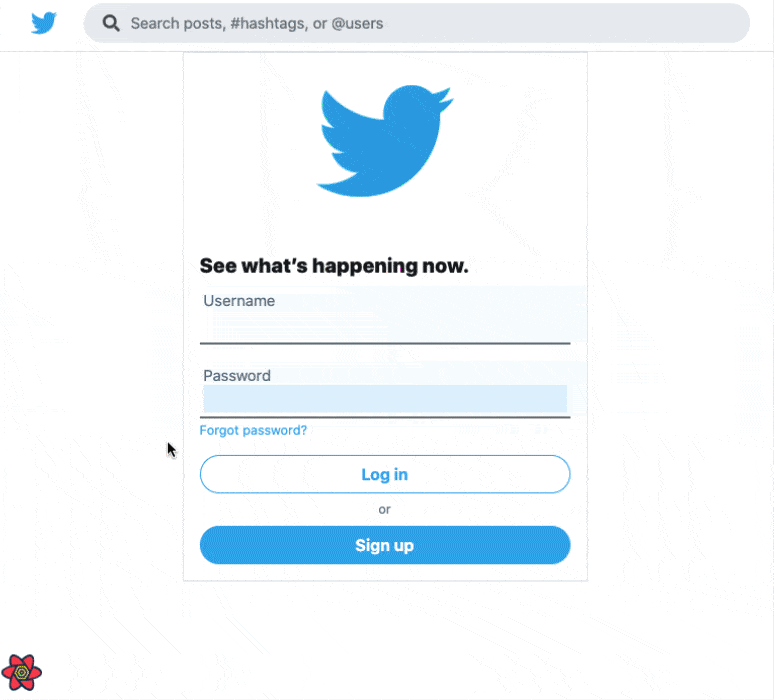 Search posts, #hashtags, or @users
See what’s happening now.
Username
Password
Forgot password?
Log in
or
Sign up